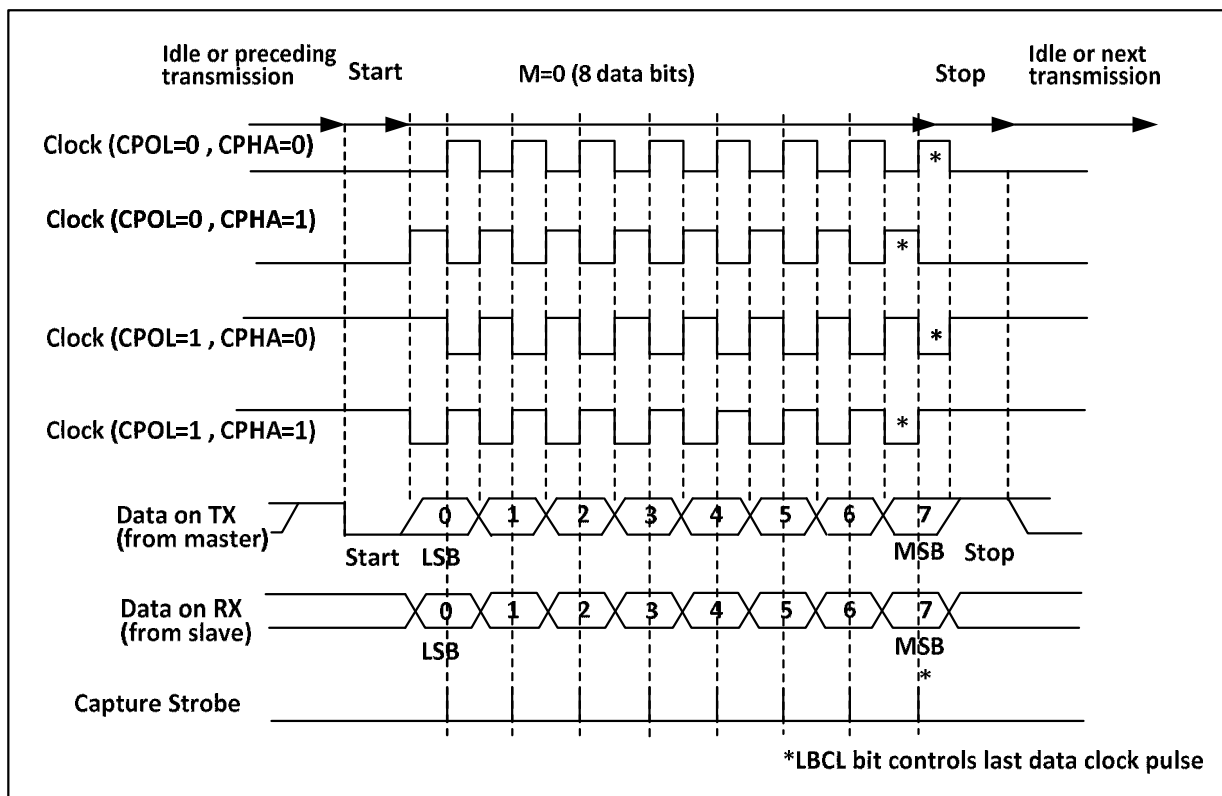 Idle or preceding
transmission
Start
M=0 (8 data bits)
Stop
Idle or next
transmission
Clock (CPOL=0 , CPHA=0)
*
Clock (CPOL=0 , CPHA=1)
*
Clock (CPOL=1 , CPHA=0)
*
Clock (CPOL=1 , CPHA=1)
*
Data on TX
(from master)
0 1 2 3 4 5 6 7
Start LSB MSB Stop
Data on RX
(from slave)
0 1 2 3 4 5 6 7
LSB MSB
*
Capture Strobe
*LBCL bit controls last data clock pulse